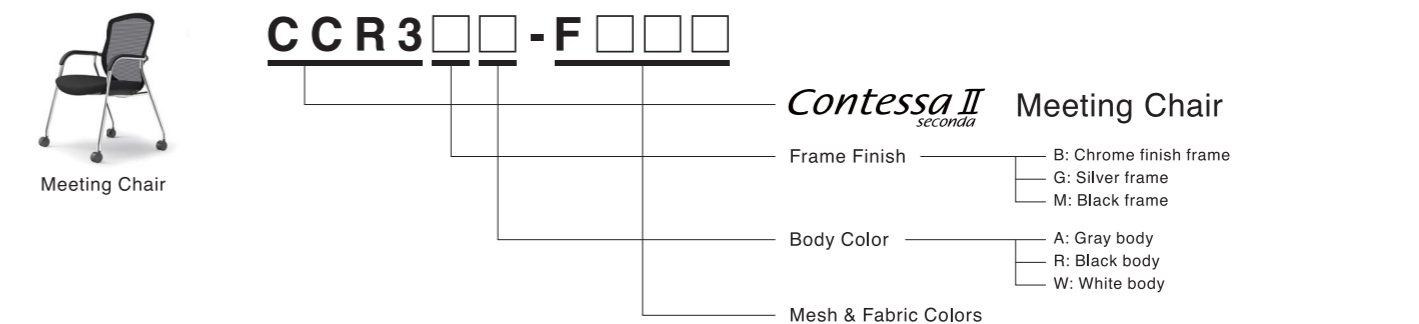 CCR3□□-F□□□
Contessa II seconda Meeting Chair
Frame Finish
B: Chrome finish frame
G: Silver frame
M: Black frame
Body Color
A: Gray body
R: Black body
W: White body
Mesh & Fabric Colors
Meeting Chair